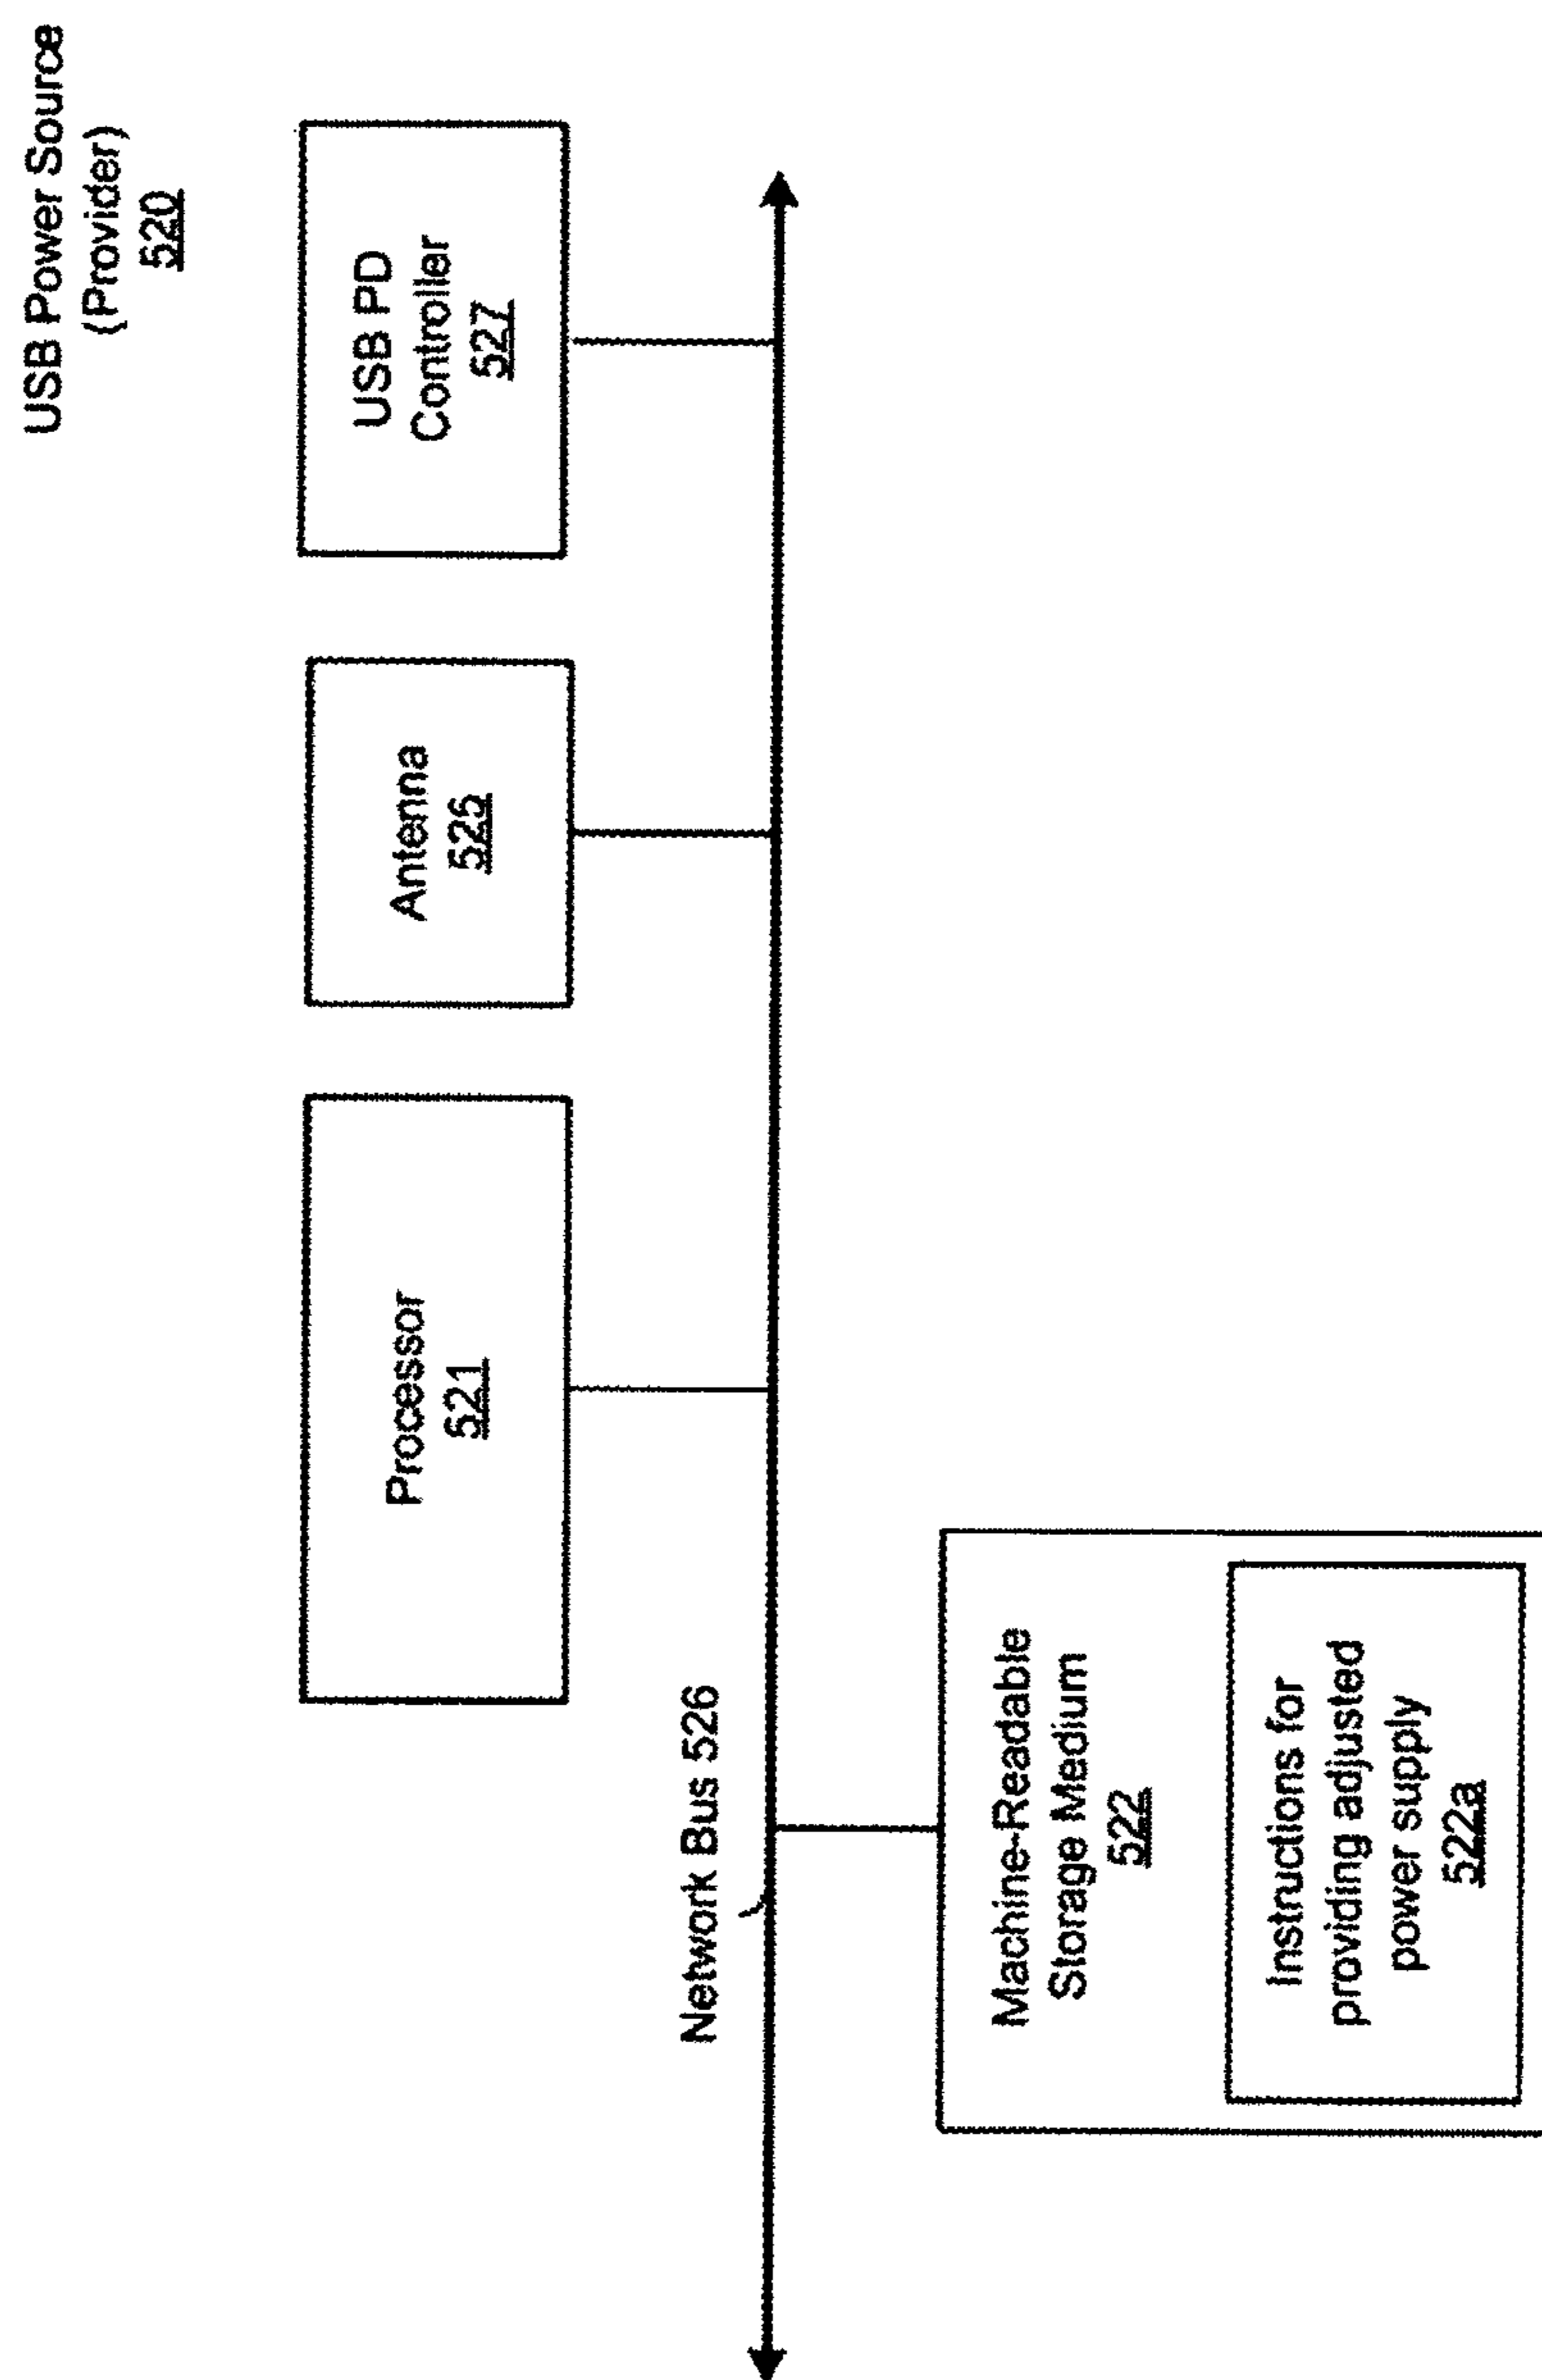 USB Power Source
(Provider)
520
Processor
521
Antenna
525
USB PD
Controller
527
Network Bus 526
Machine-Readable
Storage Medium
522
Instructions for
providing adjusted
power supply
522a